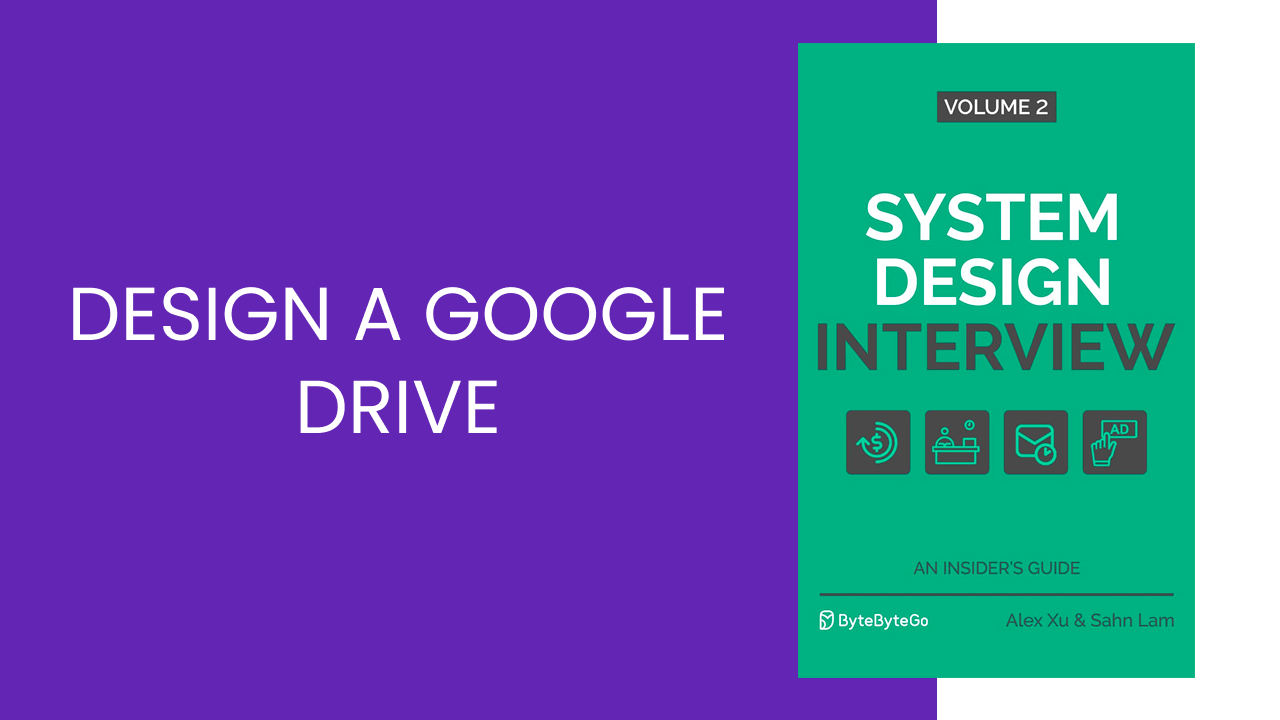 DESIGN A GOOGLE
DRIVE
VOLUME 2
SYSTEM
DESIGN
INTERVIEW
AD
AN INSIDER'S GUIDE
ByteByteGo
Alex Xu & Sahn Lam